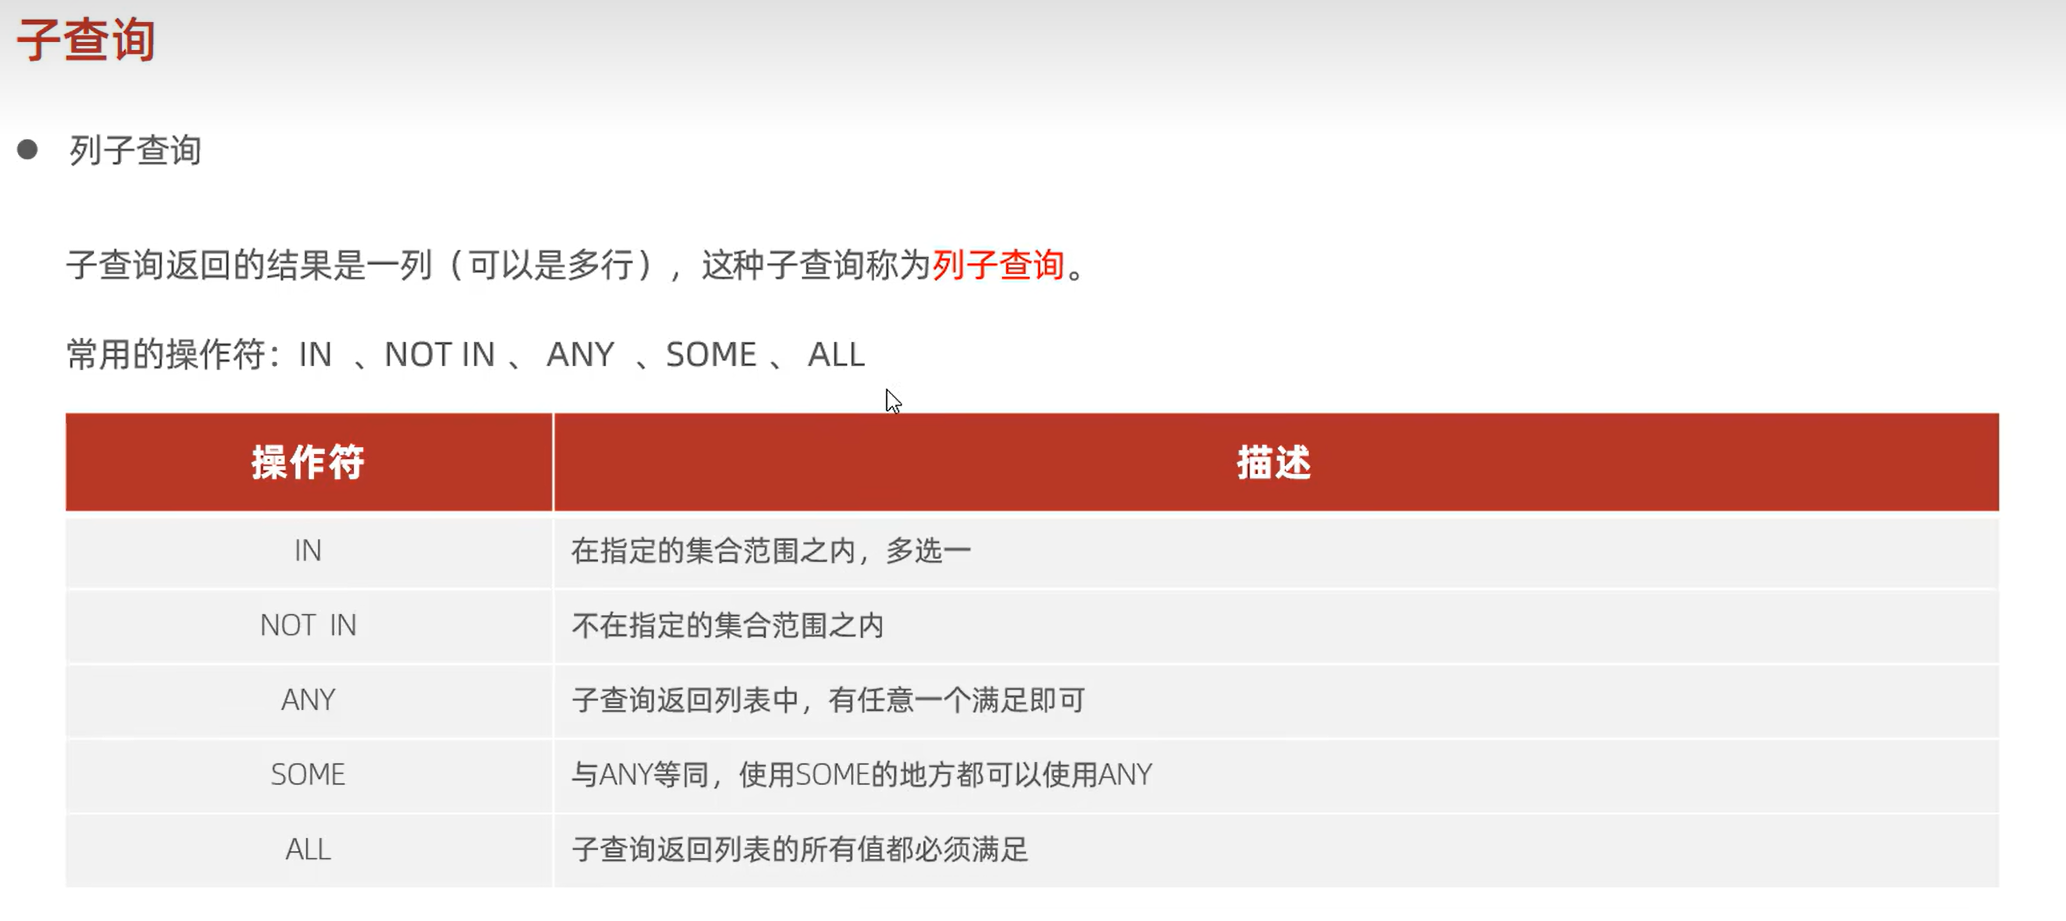 子查询
列子查询
子查询返回的结果是一列（可以是多行），这种子查询称为列子查询。
常用的操作符：IN 、NOT IN 、 ANY 、SOME 、 ALL
操作符 描述
IN 在指定的集合范围之内，多选一
NOT IN 不在指定的集合范围之内
ANY 子查询返回列表中，有任意一个满足即可
SOME 与ANY等同，使用SOME的地方都可以使用ANY
ALL 子查询返回列表的所有值都必须满足